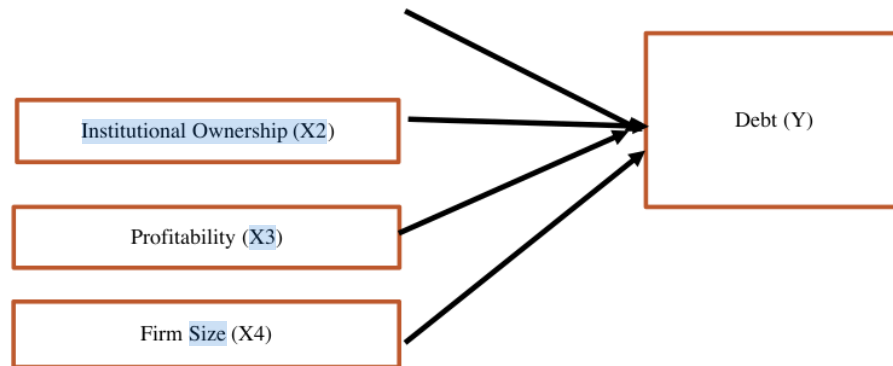 Institutional Ownership (X2)
Debt (Y)
Profitability (X3)
Firm Size (X4)